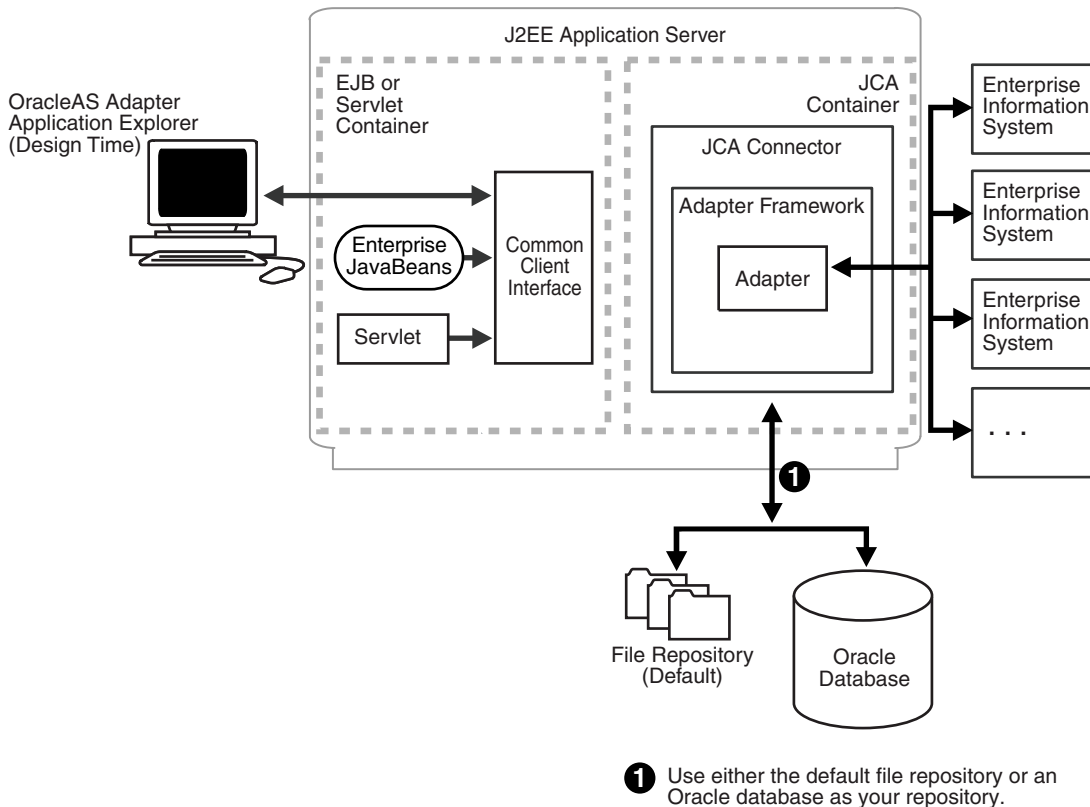 J2EE Application Server
OracleAS Adapter
Application Explorer
(Design Time)
EJB or
Servlet
Container
Enterprise
JavaBeans
Servlet
Common
Client
Interface
JCA
Container
JCA Connector
Adapter Framework
Adapter
Enterprise
Information
System
Enterprise
Information
System
Enterprise
Information
System
. . .
1
File Repository
(Default)
Oracle
Database
1 Use either the default file repository or an
Oracle database as your repository.